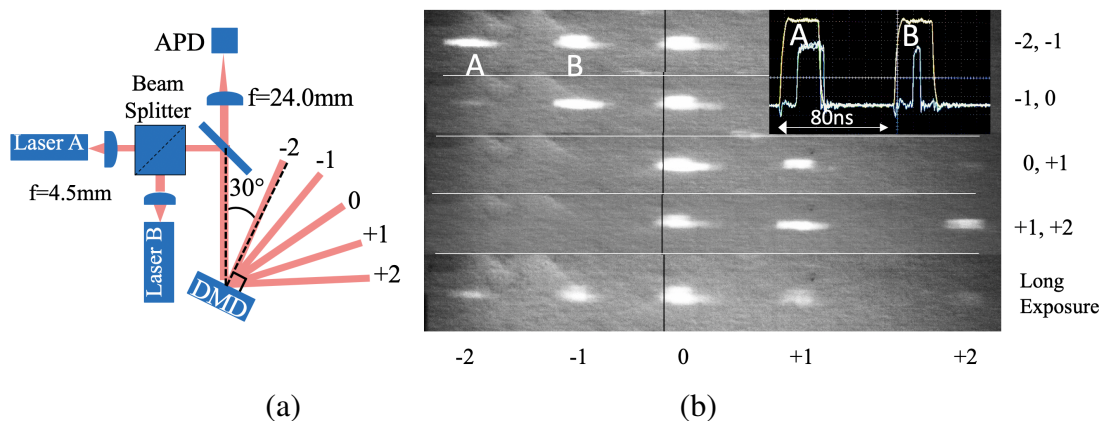 APD
Beam
Splitter
f=24.0mm
Laser A
f=4.5mm
Laser B
30°
-2
-1
0
+1
+2
DMD
(a)
A
B
A
B
80ns
-2, -1
-1, 0
0, +1
+1, +2
Long
Exposure
-2
-1
0
+1
+2
(b)